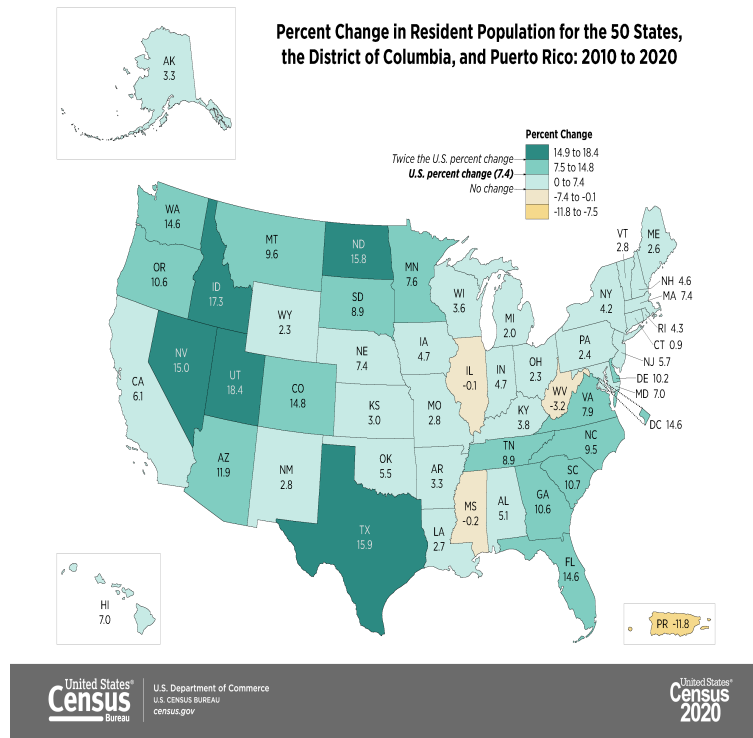 Percent Change in Resident Population for the 50 States,
the District of Columbia, and Puerto Rico: 2010 to 2020
AK
3.3
Percent Change
14.9 to 18.4
7.5 to 14.8
0 to 7.4
-7.4 to -0.1
-11.8 to -7.5
Twice the U.S. percent change
U.S. percent change (7.4)
No change
WA
14.6
OR
10.6
CA
6.1
ID
17.3
NV
15.0
UT
18.4
AZ
11.9
MT
9.6
WY
2.3
CO
14.8
NM
2.8
ND
15.8
SD
8.9
NE
7.4
KS
3.0
OK
5.5
TX
15.9
MN
7.6
IA
4.7
MO
2.8
AR
3.3
LA
2.7
WI
3.6
IL
-0.1
MS
-0.2
MI
2.0
IN
4.7
KY
3.8
TN
8.9
AL
5.1
OH
2.3
WV
-3.2
VA
7.9
NC
9.5
SC
10.7
GA
10.6
FL
14.6
PA
2.4
NY
4.2
VT
2.8
ME
2.6
NH 4.6
MA 7.4
RI 4.3
CT 0.9
NJ 5.7
DE 10.2
MD 7.0
DC 14.6
HI
7.0
PR -11.8
United States®
Census
Bureau
U.S. Department of Commerce
U.S. CENSUS BUREAU
census.gov
United States®
Census
2020